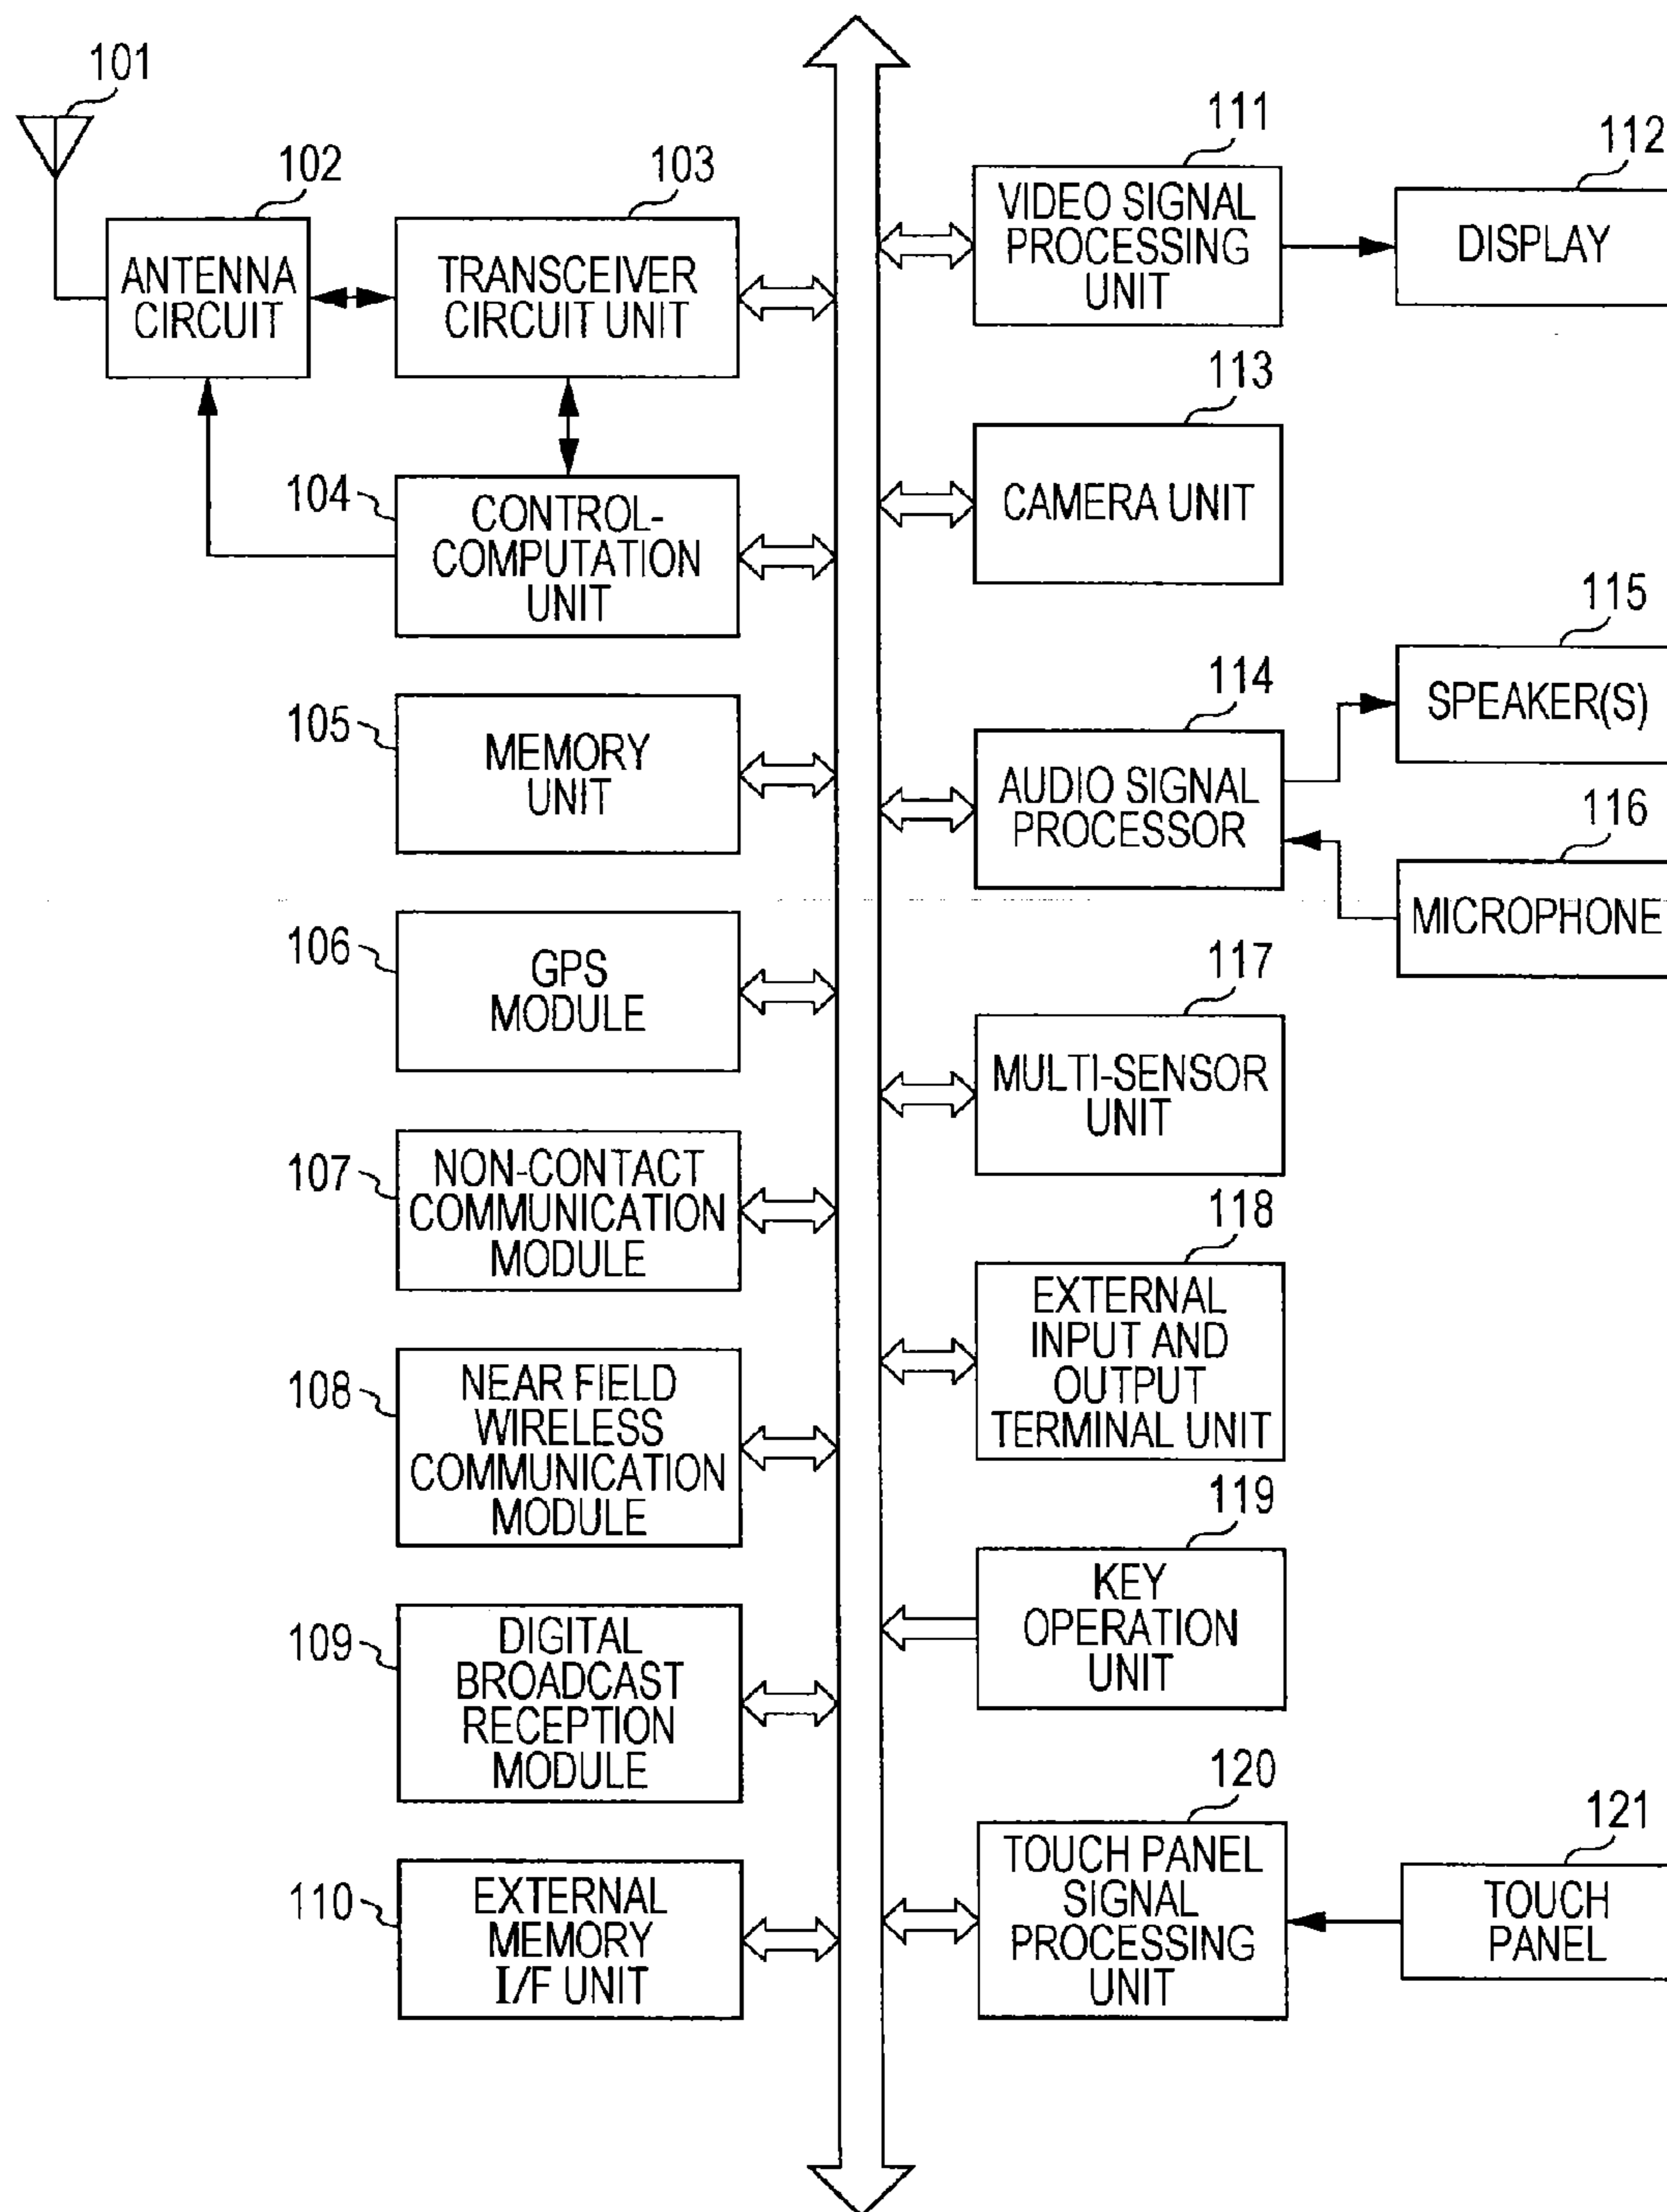 101
102
ANTENNA
CIRCUIT
103
TRANSCEIVER
CIRCUIT UNIT
104
CONTROL-
COMPUTATION
UNIT
105
MEMORY
UNIT
106
GPS
MODULE
107
NON-CONTACT
COMMUNICATION
MODULE
108
NEAR FIELD
WIRELESS
COMMUNICATION
MODULE
109
DIGITAL
BROADCAST
RECEPTION
MODULE
110
EXTERNAL
MEMORY
I/F UNIT
111
VIDEO SIGNAL
PROCESSING
UNIT
112
DISPLAY
113
CAMERA UNIT
114
AUDIO SIGNAL
PROCESSOR
115
SPEAKER(S)
116
MICROPHONE
117
MULTI-SENSOR
UNIT
118
EXTERNAL
INPUT AND
OUTPUT
TERMINAL UNIT
119
KEY
OPERATION
UNIT
120
TOUCH PANEL
SIGNAL
PROCESSING
UNIT
121
TOUCH
PANEL